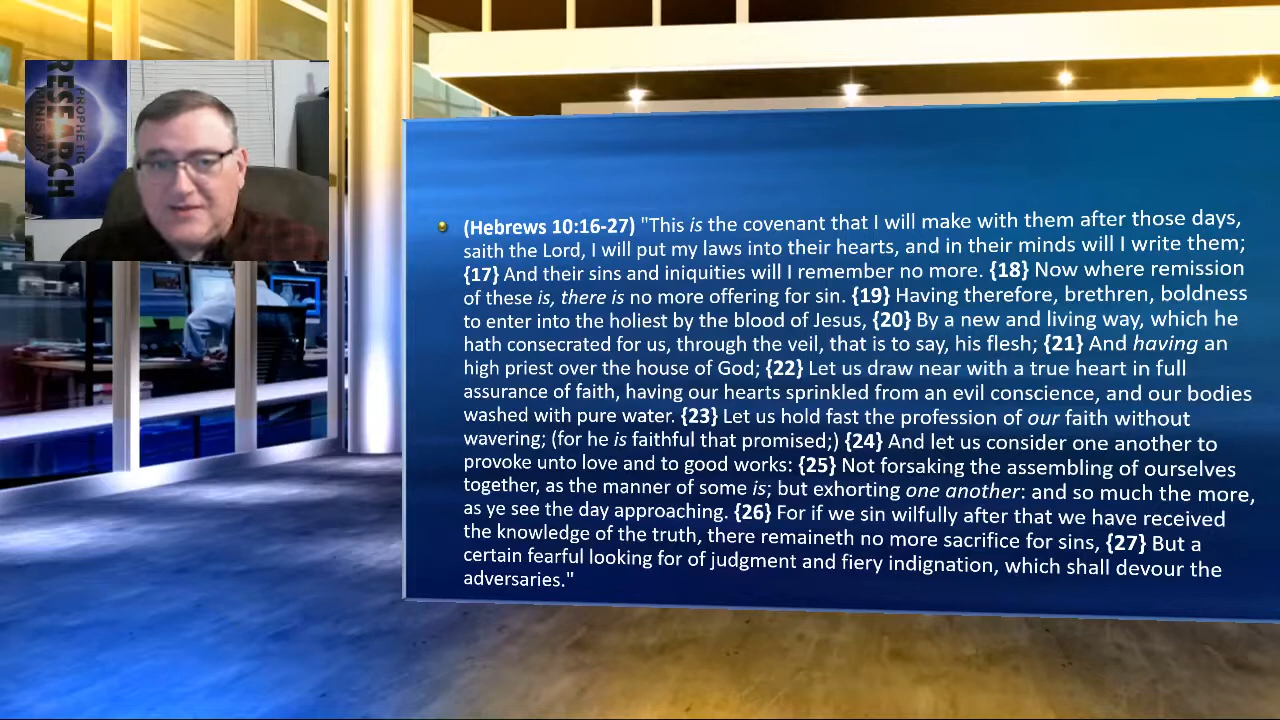 RESEARCH
PROPHETIC
MINISTRY
(Hebrews 10:16-27) "This is the covenant that I will make with them after those days,
saith the Lord, I will put my laws into their hearts, and in their minds will I write them;
{17} And their sins and iniquities will I remember no more. {18} Now where remission
of these is, there is no more offering for sin. {19} Having therefore, brethren, boldness
to enter into the holiest by the blood of Jesus, {20} By a new and living way, which he
hath consecrated for us, through the veil, that is to say, his flesh; {21} And having an
high priest over the house of God; {22} Let us draw near with a true heart in full
assurance of faith, having our hearts sprinkled from an evil conscience, and our bodies
washed with pure water. {23} Let us hold fast the profession of our faith without
wavering; (for he is faithful that promised;) {24} And let us consider one another to
provoke unto love and to good works: {25} Not forsaking the assembling of ourselves
together, as the manner of some is; but exhorting one another: and so much the more,
as ye see the day approaching. {26} For if we sin wilfully after that we have received
the knowledge of the truth, there remaineth no more sacrifice for sins, {27} But a
certain fearful looking for of judgment and fiery indignation, which shall devour the
adversaries."